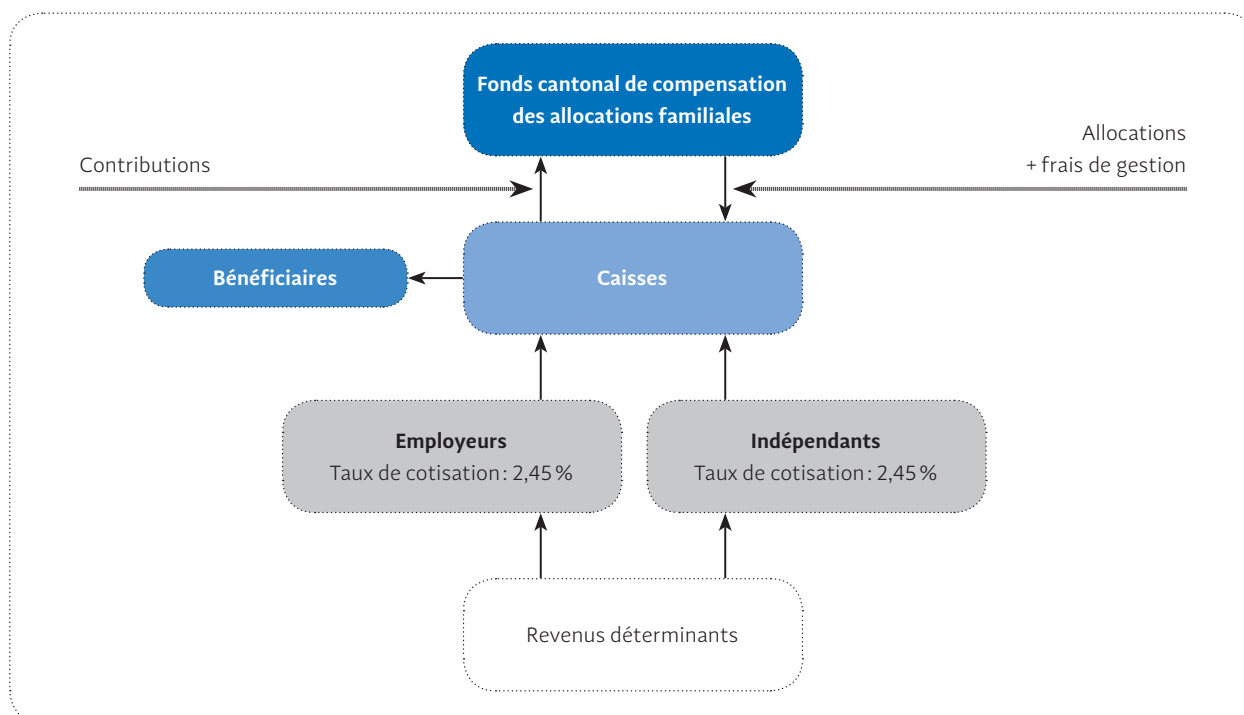 Fonds cantonal de compensation
des allocations familiales
Contributions
Allocations
+ frais de gestion
Bénéficiaires
Caisses
Employeurs
Taux de cotisation : 2,45 %
Indépendants
Taux de cotisation : 2,45 %
Revenus déterminants